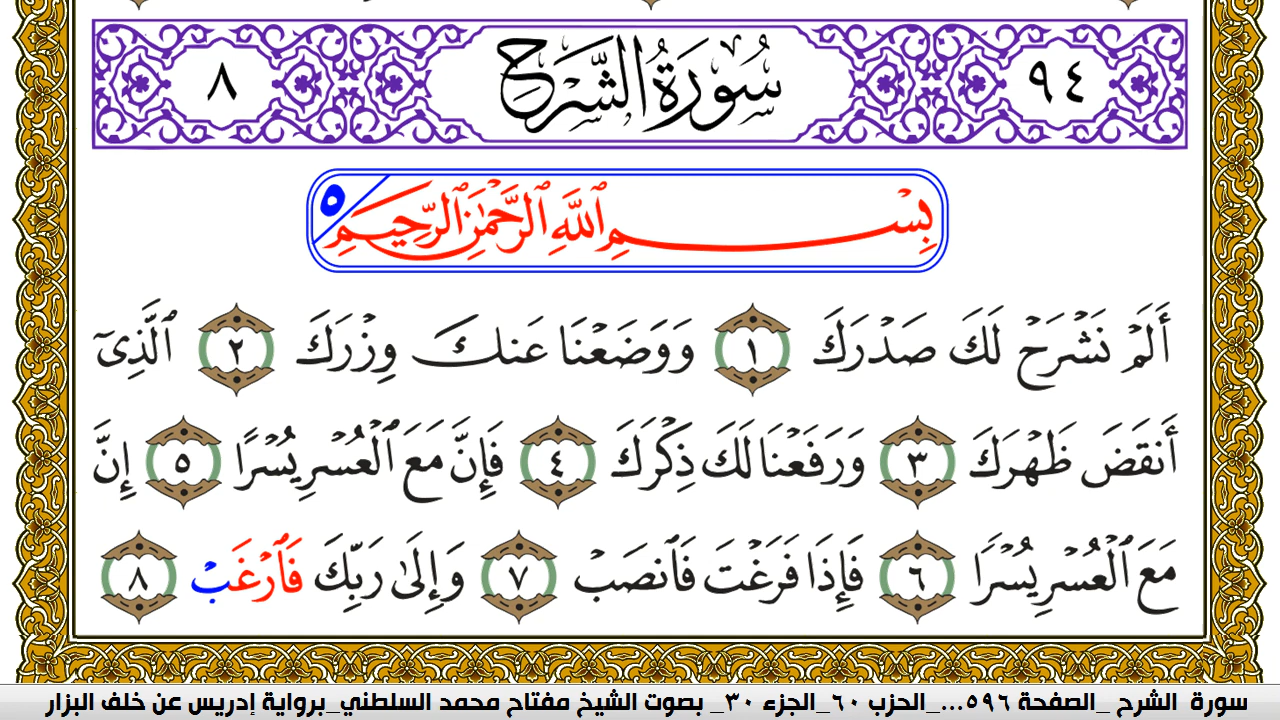 ٩٤ سُورَةُ الشَّرْحِ ٨
بِسْمِ ٱللَّهِ ٱلرَّحْمَٰنِ ٱلرَّحِيمِ ٥
أَلَمْ نَشْرَحْ لَكَ صَدْرَكَ ١ وَوَضَعْنَا عَنكَ وِزْرَكَ ٢ ٱلَّذِىٓ
أَنقَضَ ظَهْرَكَ ٣ وَرَفَعْنَا لَكَ ذِكْرَكَ ٤ فَإِنَّ مَعَ ٱلْعُسْرِ يُسْرًا ٥ إِنَّ
مَعَ ٱلْعُسْرِ يُسْرًا ٦ فَإِذَا فَرَغْتَ فَٱنصَبْ ٧ وَإِلَىٰ رَبِّكَ فَٱرْغَبْ ٨
سورة الشرح _الصفحة ٥٩٦..._الحزب ٦٠_الجزء ٣٠_ بصوت الشيخ مفتاح محمد السلطني_برواية إدريس عن خلف البزار